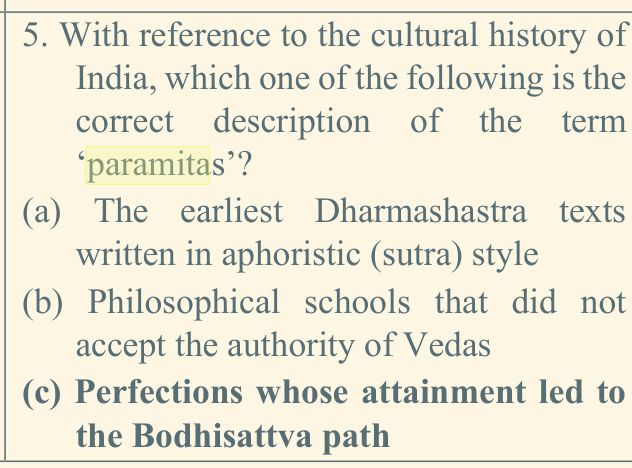 5. With reference to the cultural history of
India, which one of the following is the
correct description of the term
‘paramitas’?
(a) The earliest Dharmashastra texts
written in aphoristic (sutra) style
(b) Philosophical schools that did not
accept the authority of Vedas
(c) Perfections whose attainment led to
the Bodhisattva path